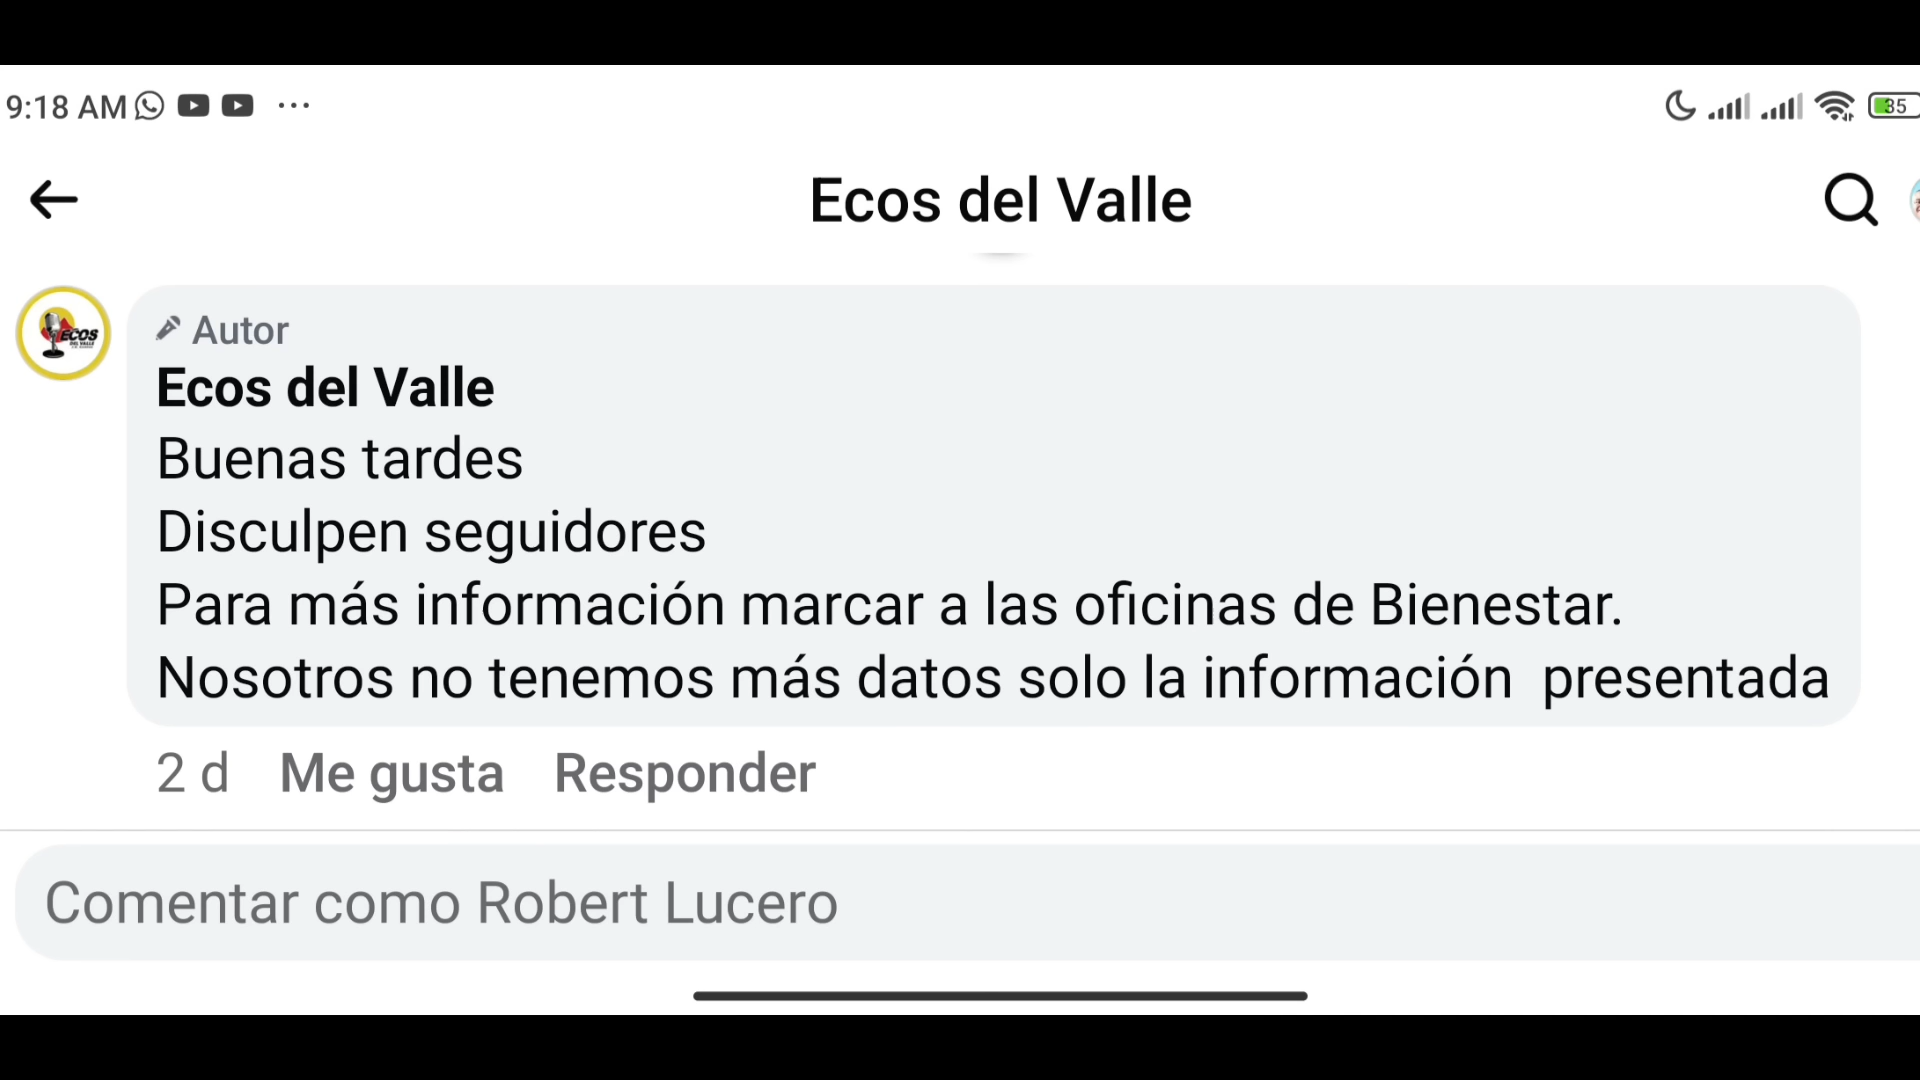 9:18 AM ... 35
Ecos del Valle
ECOS
Autor
Ecos del Valle
Buenas tardes
Disculpen seguidores
Para más información marcar a las oficinas de Bienestar.
Nosotros no tenemos más datos solo la información  presentada
2 d Me gusta Responder
Comentar como Robert Lucero